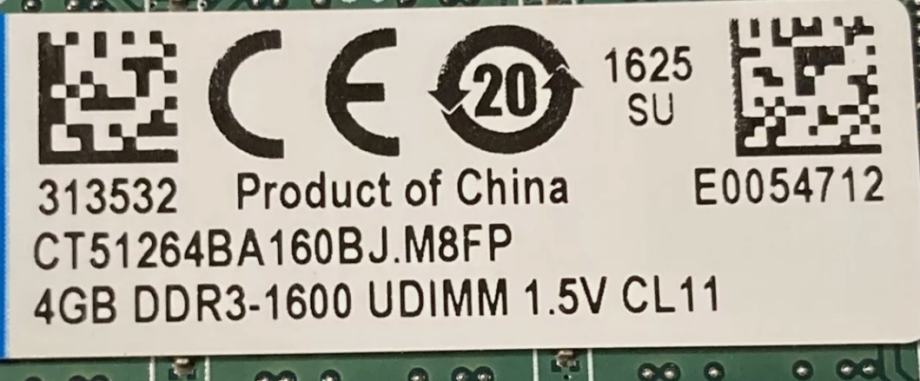 CE 20 1625
SU
313532 Product of China E0054712
CT51264BA160BJ.M8FP
4GB DDR3-1600 UDIMM 1.5V CL11